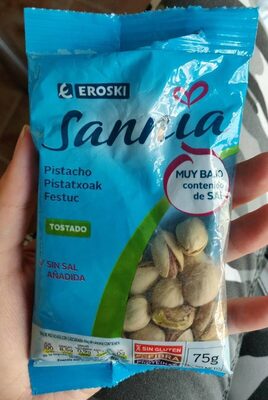 EROSKI
Sannia
Pistacho
Pistatxoak
Festuc
MUY BAJO
contenido
de SAL
TOSTADO
SIN SAL
AÑADIDA
SIN GLUTEN
FIBRA
75g